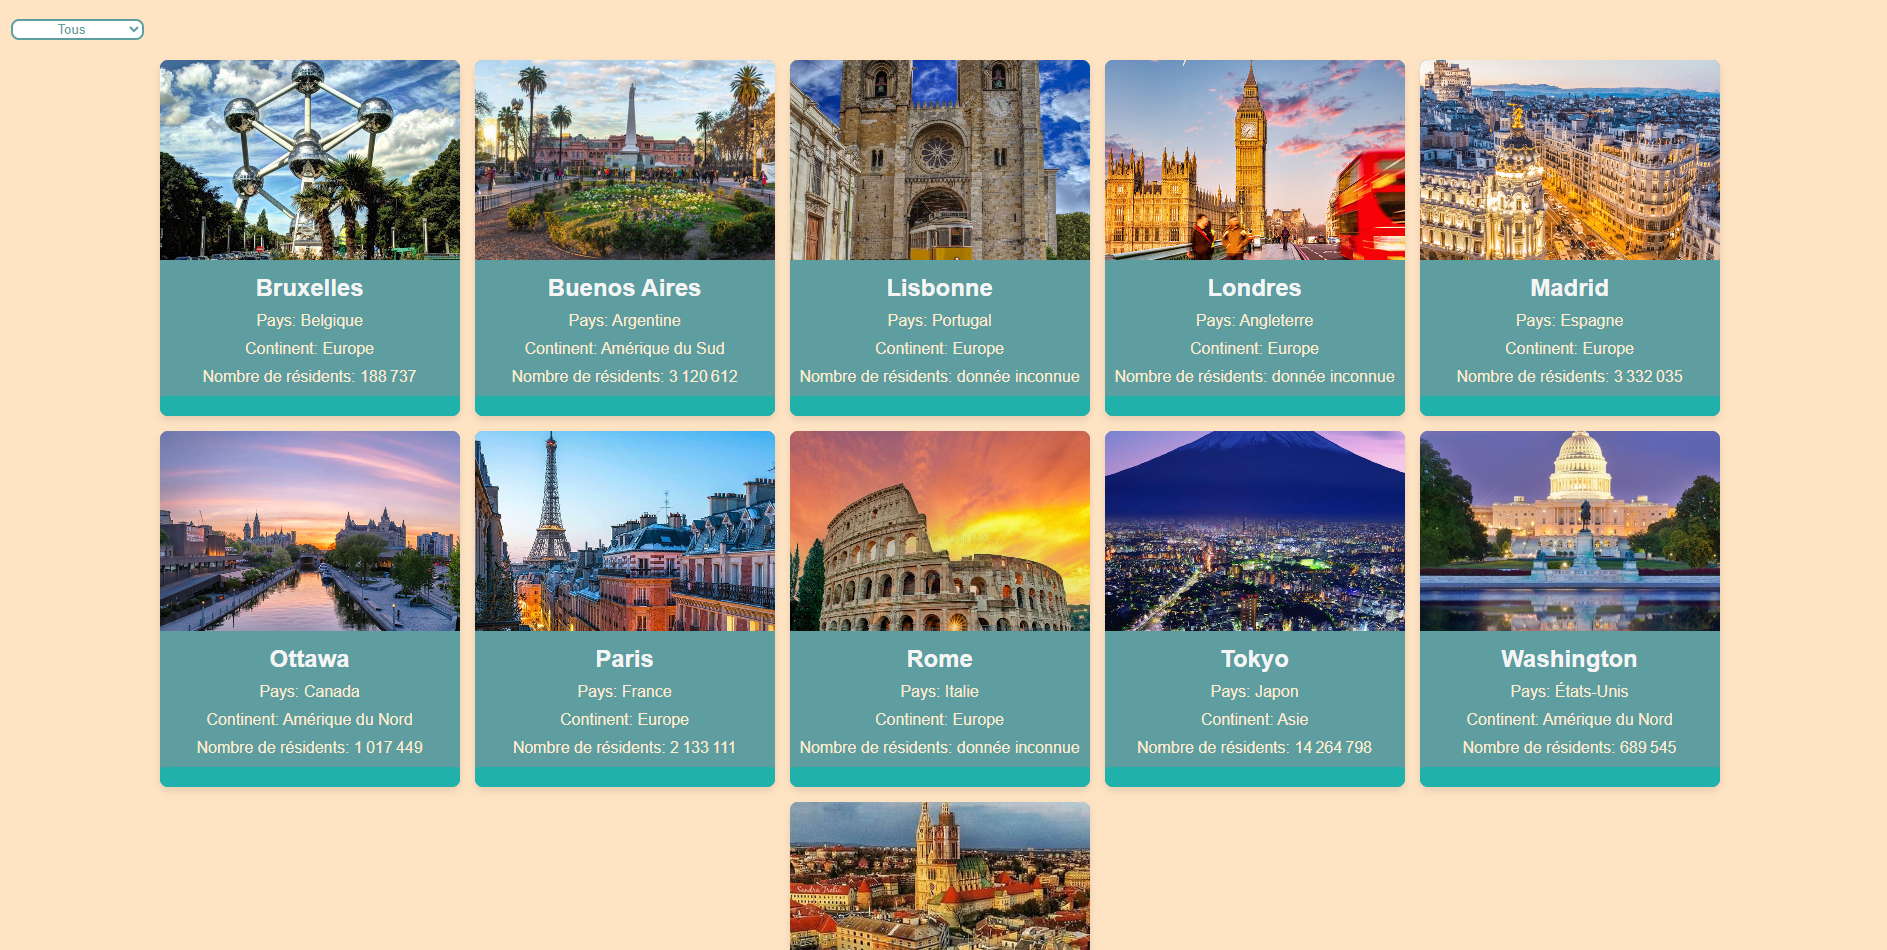 Tous
Bruxelles
Pays: Belgique
Continent: Europe
Nombre de résidents: 188 737
Buenos Aires
Pays: Argentine
Continent: Amérique du Sud
Nombre de résidents: 3 120 612
Lisbonne
Pays: Portugal
Continent: Europe
Nombre de résidents: donnée inconnue
Londres
Pays: Angleterre
Continent: Europe
Nombre de résidents: donnée inconnue
Madrid
Pays: Espagne
Continent: Europe
Nombre de résidents: 3 332 035
Ottawa
Pays: Canada
Continent: Amérique du Nord
Nombre de résidents: 1 017 449
Paris
Pays: France
Continent: Europe
Nombre de résidents: 2 133 111
Rome
Pays: Italie
Continent: Europe
Nombre de résidents: donnée inconnue
Tokyo
Pays: Japon
Continent: Asie
Nombre de résidents: 14 264 798
Washington
Pays: États-Unis
Continent: Amérique du Nord
Nombre de résidents: 689 545